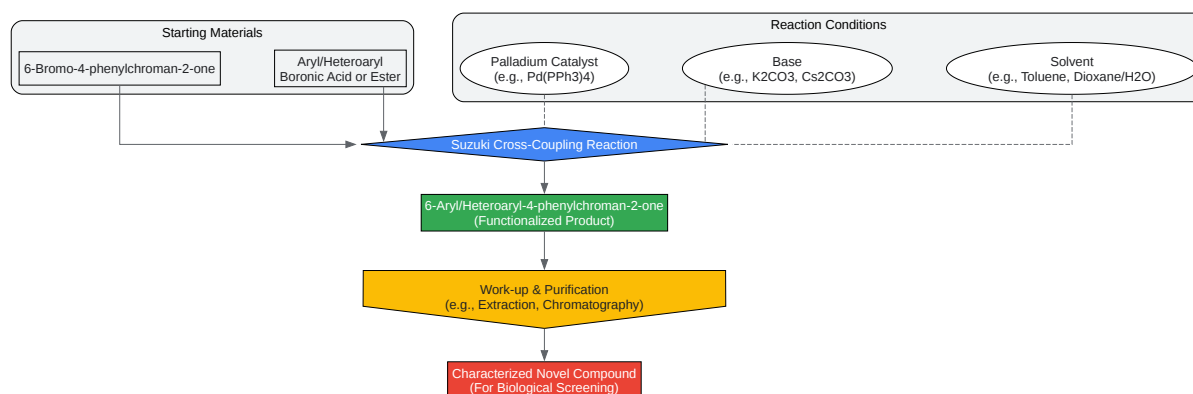 Starting Materials
6-Bromo-4-phenylchroman-2-one
Aryl/Heteroaryl
Boronic Acid or Ester
Reaction Conditions
Palladium Catalyst
(e.g., Pd(PPh3)4)
Base
(e.g., K2CO3, Cs2CO3)
Solvent
(e.g., Toluene, Dioxane/H2O)
Suzuki Cross-Coupling Reaction
6-Aryl/Heteroaryl-4-phenylchroman-2-one
(Functionalized Product)
Work-up & Purification
(e.g., Extraction, Chromatography)
Characterized Novel Compound
(For Biological Screening)